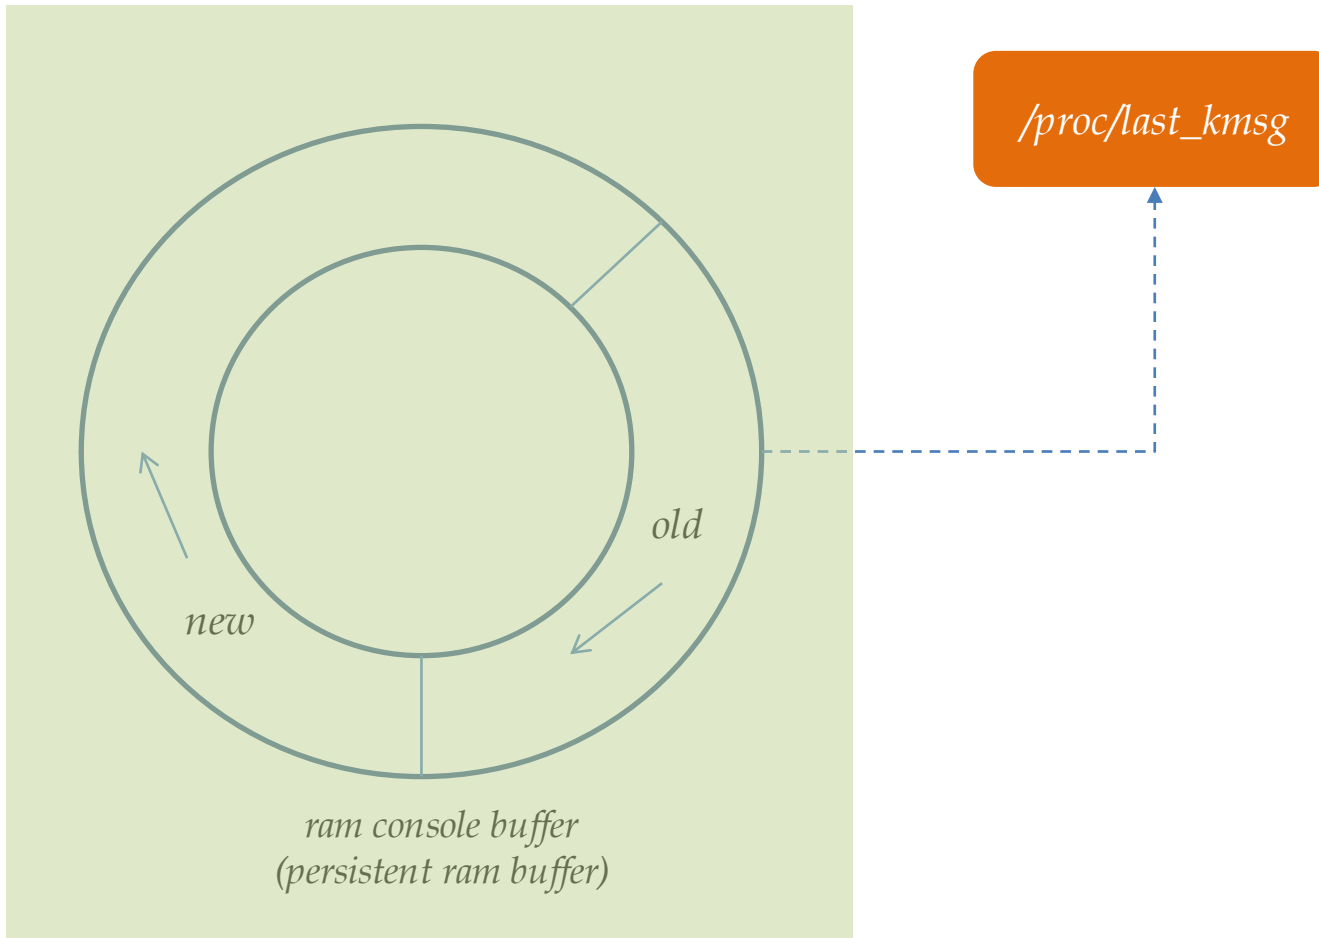 /proc/last_kmsg
old
new
ram console buffer
(persistent ram buffer)